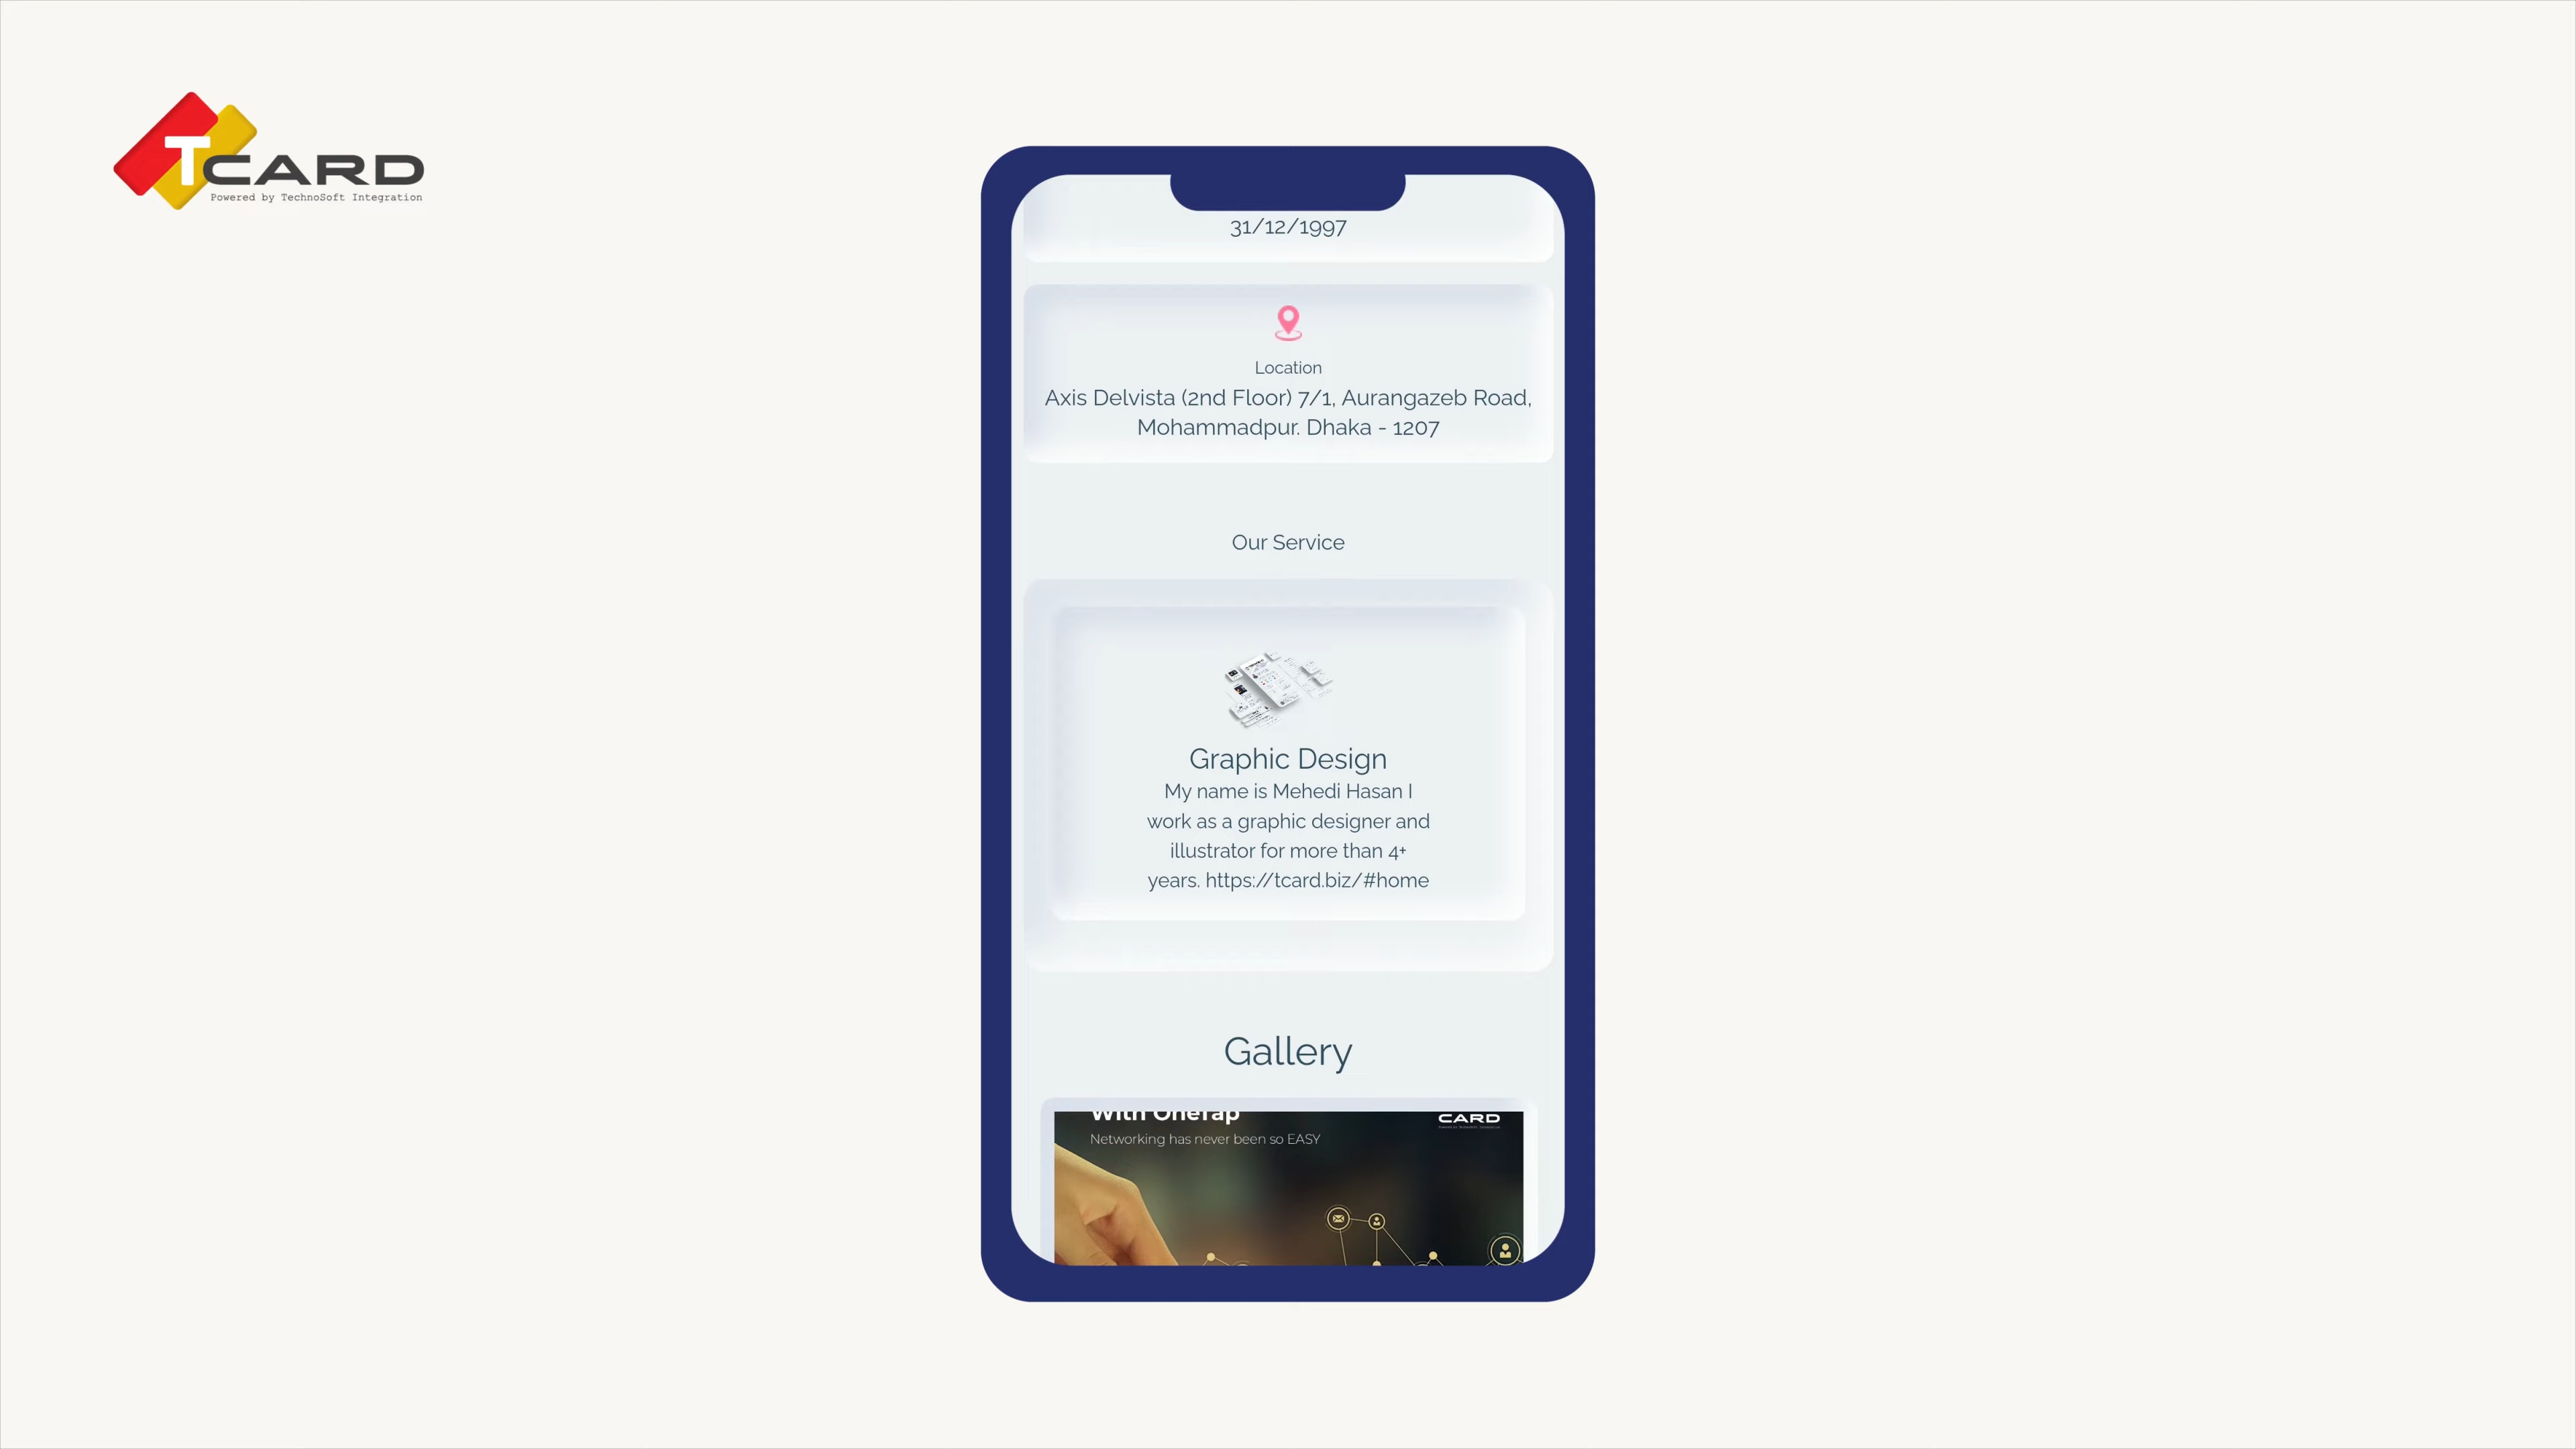 TCARD
Powered by TechnoSoft Integration
31/12/1997
Location
Axis Delvista (2nd Floor) 7/1, Aurangazeb Road,
Mohammadpur. Dhaka - 1207
Our Service
Graphic Design
My name is Mehedi Hasan I
work as a graphic designer and
illustrator for more than 4+
years. https://tcard.biz/#home
Gallery
With OneTap
CARD
Networking has never been so EASY